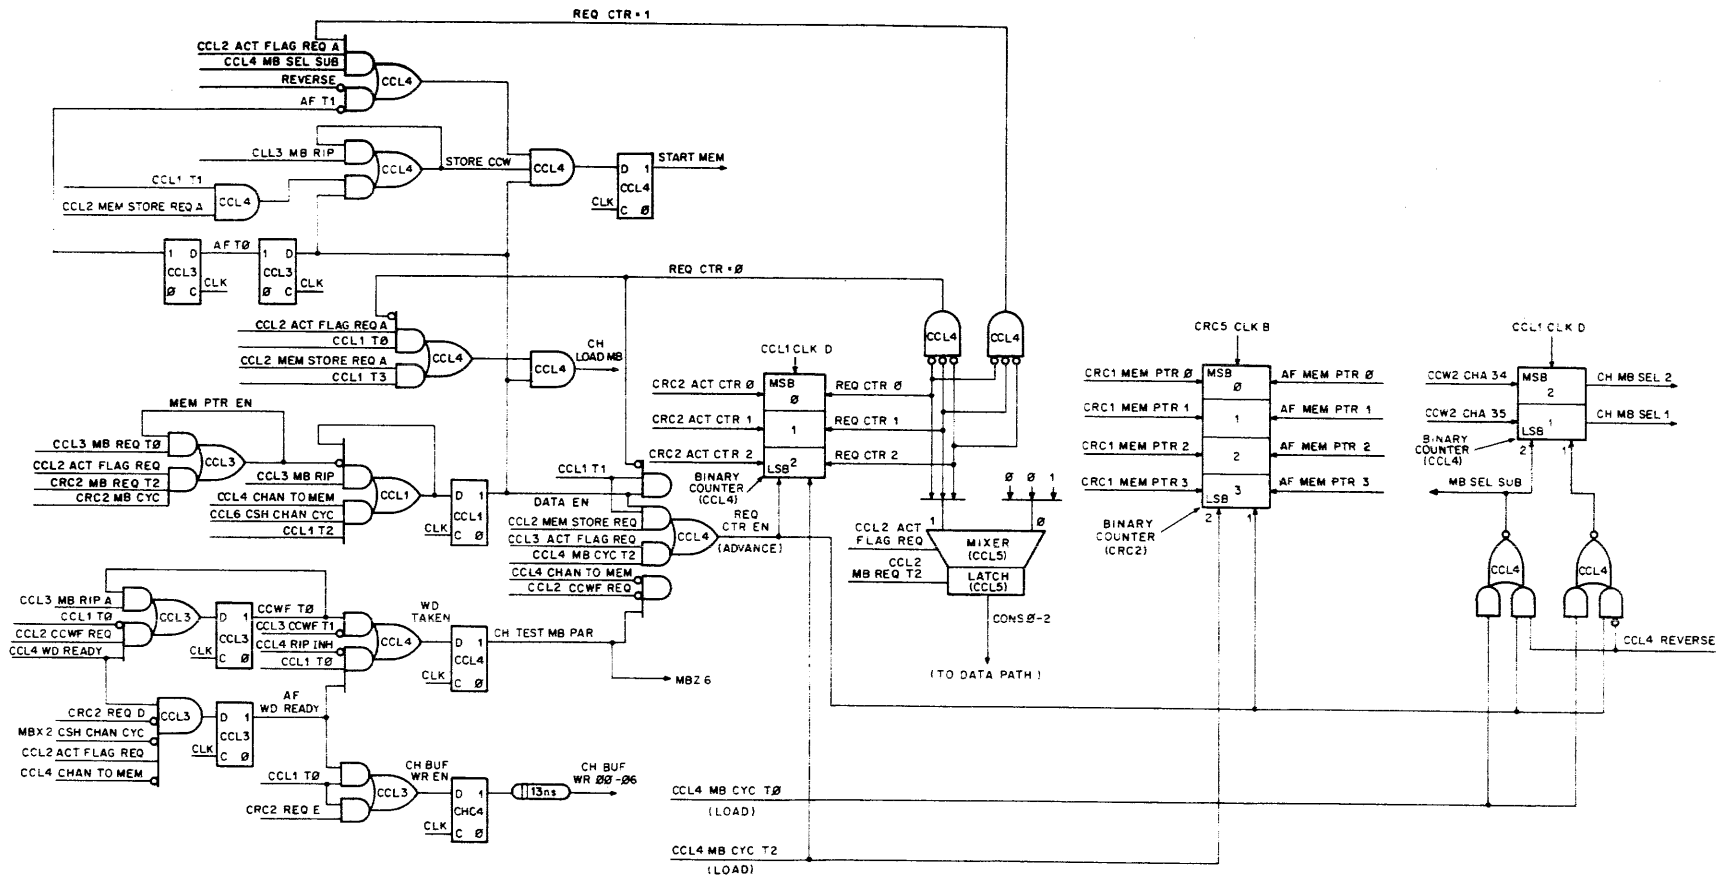 REQ CTR = 1
CCL2 ACT FLAG REQ A
CCL4 MB SEL SUB
REVERSE
AF T1
CCL4
CLL3 MB RIP
CCL4
STORE CCW
CCL1 T1
CCL2 MEM STORE REQ A
CCL4
CCL4
D 1
CCL4
C Ø
CLK
START MEM
1 D
CCL3
Ø C
CLK
AF TØ
1 D
CCL3
Ø C
CLK
REQ CTR = Ø
CCL2 ACT FLAG REQ A
CCL1 TØ
CCL2 MEM STORE REQ A
CCL1 T3
CCL4
CCL4
CH
LOAD MB
CCL4
CCL4
CCL1 CLK D
MSB
Ø
1
2
LSB
CRC2 ACT CTR Ø
CRC2 ACT CTR 1
CRC2 ACT CTR 2
REQ CTR Ø
REQ CTR 1
REQ CTR 2
BINARY
COUNTER
(CCL4)
CRC5 CLK B
MSB
Ø
1
2
3
LSB
2
1
CRC1 MEM PTR Ø
CRC1 MEM PTR 1
CRC1 MEM PTR 2
CRC1 MEM PTR 3
AF MEM PTR Ø
AF MEM PTR 1
AF MEM PTR 2
AF MEM PTR 3
BINARY
COUNTER
(CRC2)
CCL1 CLK D
MSB
2
1
LSB
2
1
CCW2 CHA 34
CCW2 CHA 35
CH MB SEL 2
CH MB SEL 1
BINARY
COUNTER
(CCL4)
MB SEL SUB
CCL4
CCL4
CCL4 REVERSE
MEM PTR EN
CCL3 MB REQ TØ
CCL2 ACT FLAG REQ
CRC2 MB REQ T2
CRC2 MB CYC
CCL3
CCL3 MB RIP
CCL4 CHAN TO MEM
CCL6 CSH CHAN CYC
CCL1 T2
CCL1
D 1
CCL1
C Ø
CLK
CCL1 T1
DATA EN
CCL2 MEM STORE REQ
CCL3 ACT FLAG REQ
CCL4 MB CYC T2
CCL4 CHAN TO MEM
CCL2 CCWF REQ
CCL4
REQ
CTR EN
(ADVANCE)
Ø Ø 1
1
Ø
CCL2 ACT
FLAG REQ
CCL2
MB REQ T2
MIXER
(CCL5)
LATCH
(CCL5)
CONS Ø-2
(TO DATA PATH)
CCL3 MB RIP A
CCL1 TØ
CCL2 CCWF REQ
CCL4 WD READY
CCL3
D 1
CCL3
C Ø
CLK
CCWF TØ
CCL3 CCWF T1
CCL4 RIP INH
CCL1 TØ
CCL4
WD
TAKEN
D 1
CCL4
C Ø
CLK
CH TEST MB PAR
MBZ 6
CRC2 REQ D
MBX2 CSH CHAN CYC
CCL2 ACT FLAG REQ
CCL4 CHAN TO MEM
CCL3
D 1
CCL3
C Ø
CLK
AF
WD READY
CCL1 TØ
CRC2 REQ E
CCL3
CH BUF
WR EN
D 1
CHC4
C Ø
CLK
13ns
CH BUF
WR ØØ-Ø6
CCL4 MB CYC TØ
(LOAD)
CCL4 MB CYC T2
(LOAD)